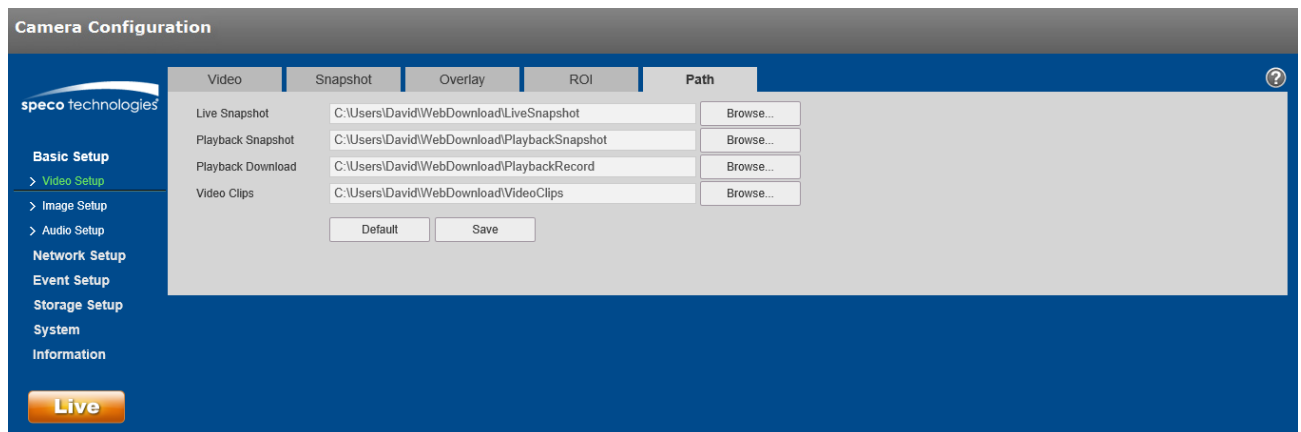 Camera Configuration
speco technologies
Video Snapshot Overlay ROI Path ?
Live Snapshot C:\Users\David\WebDownload\LiveSnapshot Browse...
Playback Snapshot C:\Users\David\WebDownload\PlaybackSnapshot Browse...
Playback Download C:\Users\David\WebDownload\PlaybackRecord Browse...
Video Clips C:\Users\David\WebDownload\VideoClips Browse...
Default Save
Basic Setup
> Video Setup
> Image Setup
> Audio Setup
Network Setup
Event Setup
Storage Setup
System
Information
Live